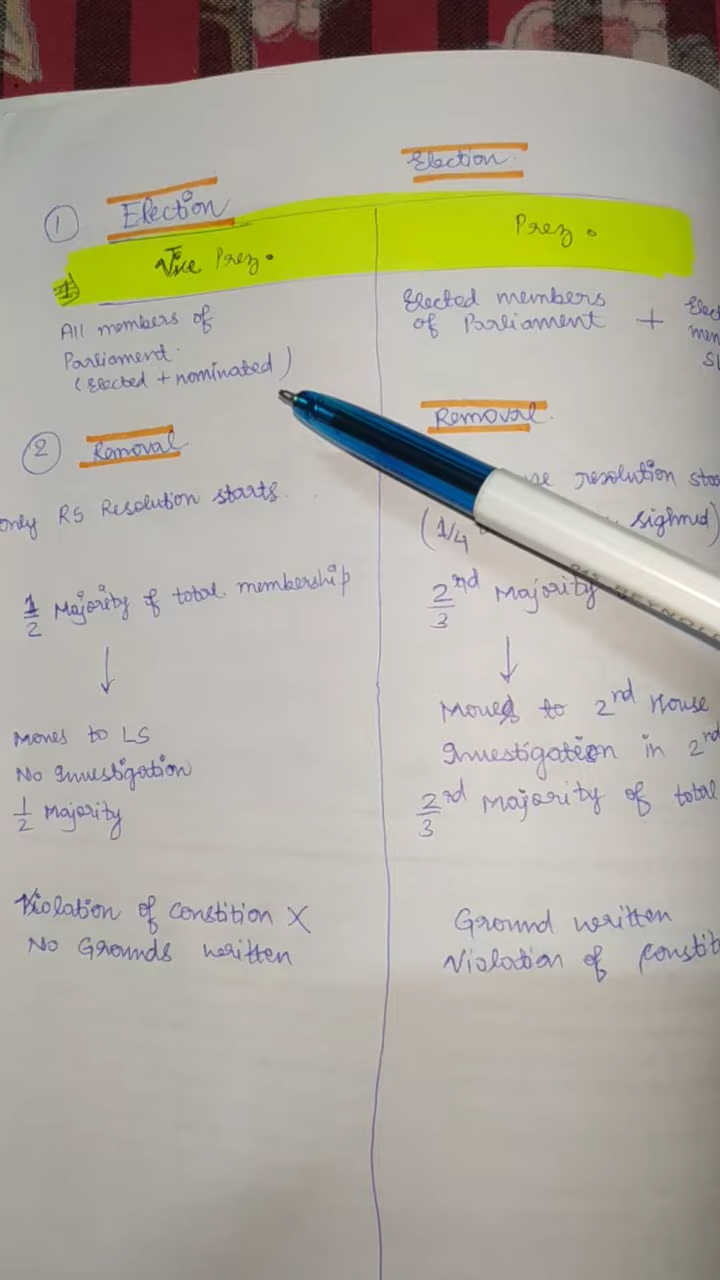 Election
① Election
Vice Prez.
Prez.
All members of
Parliament.
(Elected + nominated)
Elected members
of Parliament +
② Removal
Removal.
only RS Resolution starts.
resolution
(1/4 sighned)
1/2 Majority of total membership
2/3rd Majority
↓
↓
Moves to LS
No Investigation
1/2 Majority
Moves to 2nd House
Investigation in 2nd
2/3rd Majority of total
Violation of Constition X
No Grounds written
Ground written
Violation of